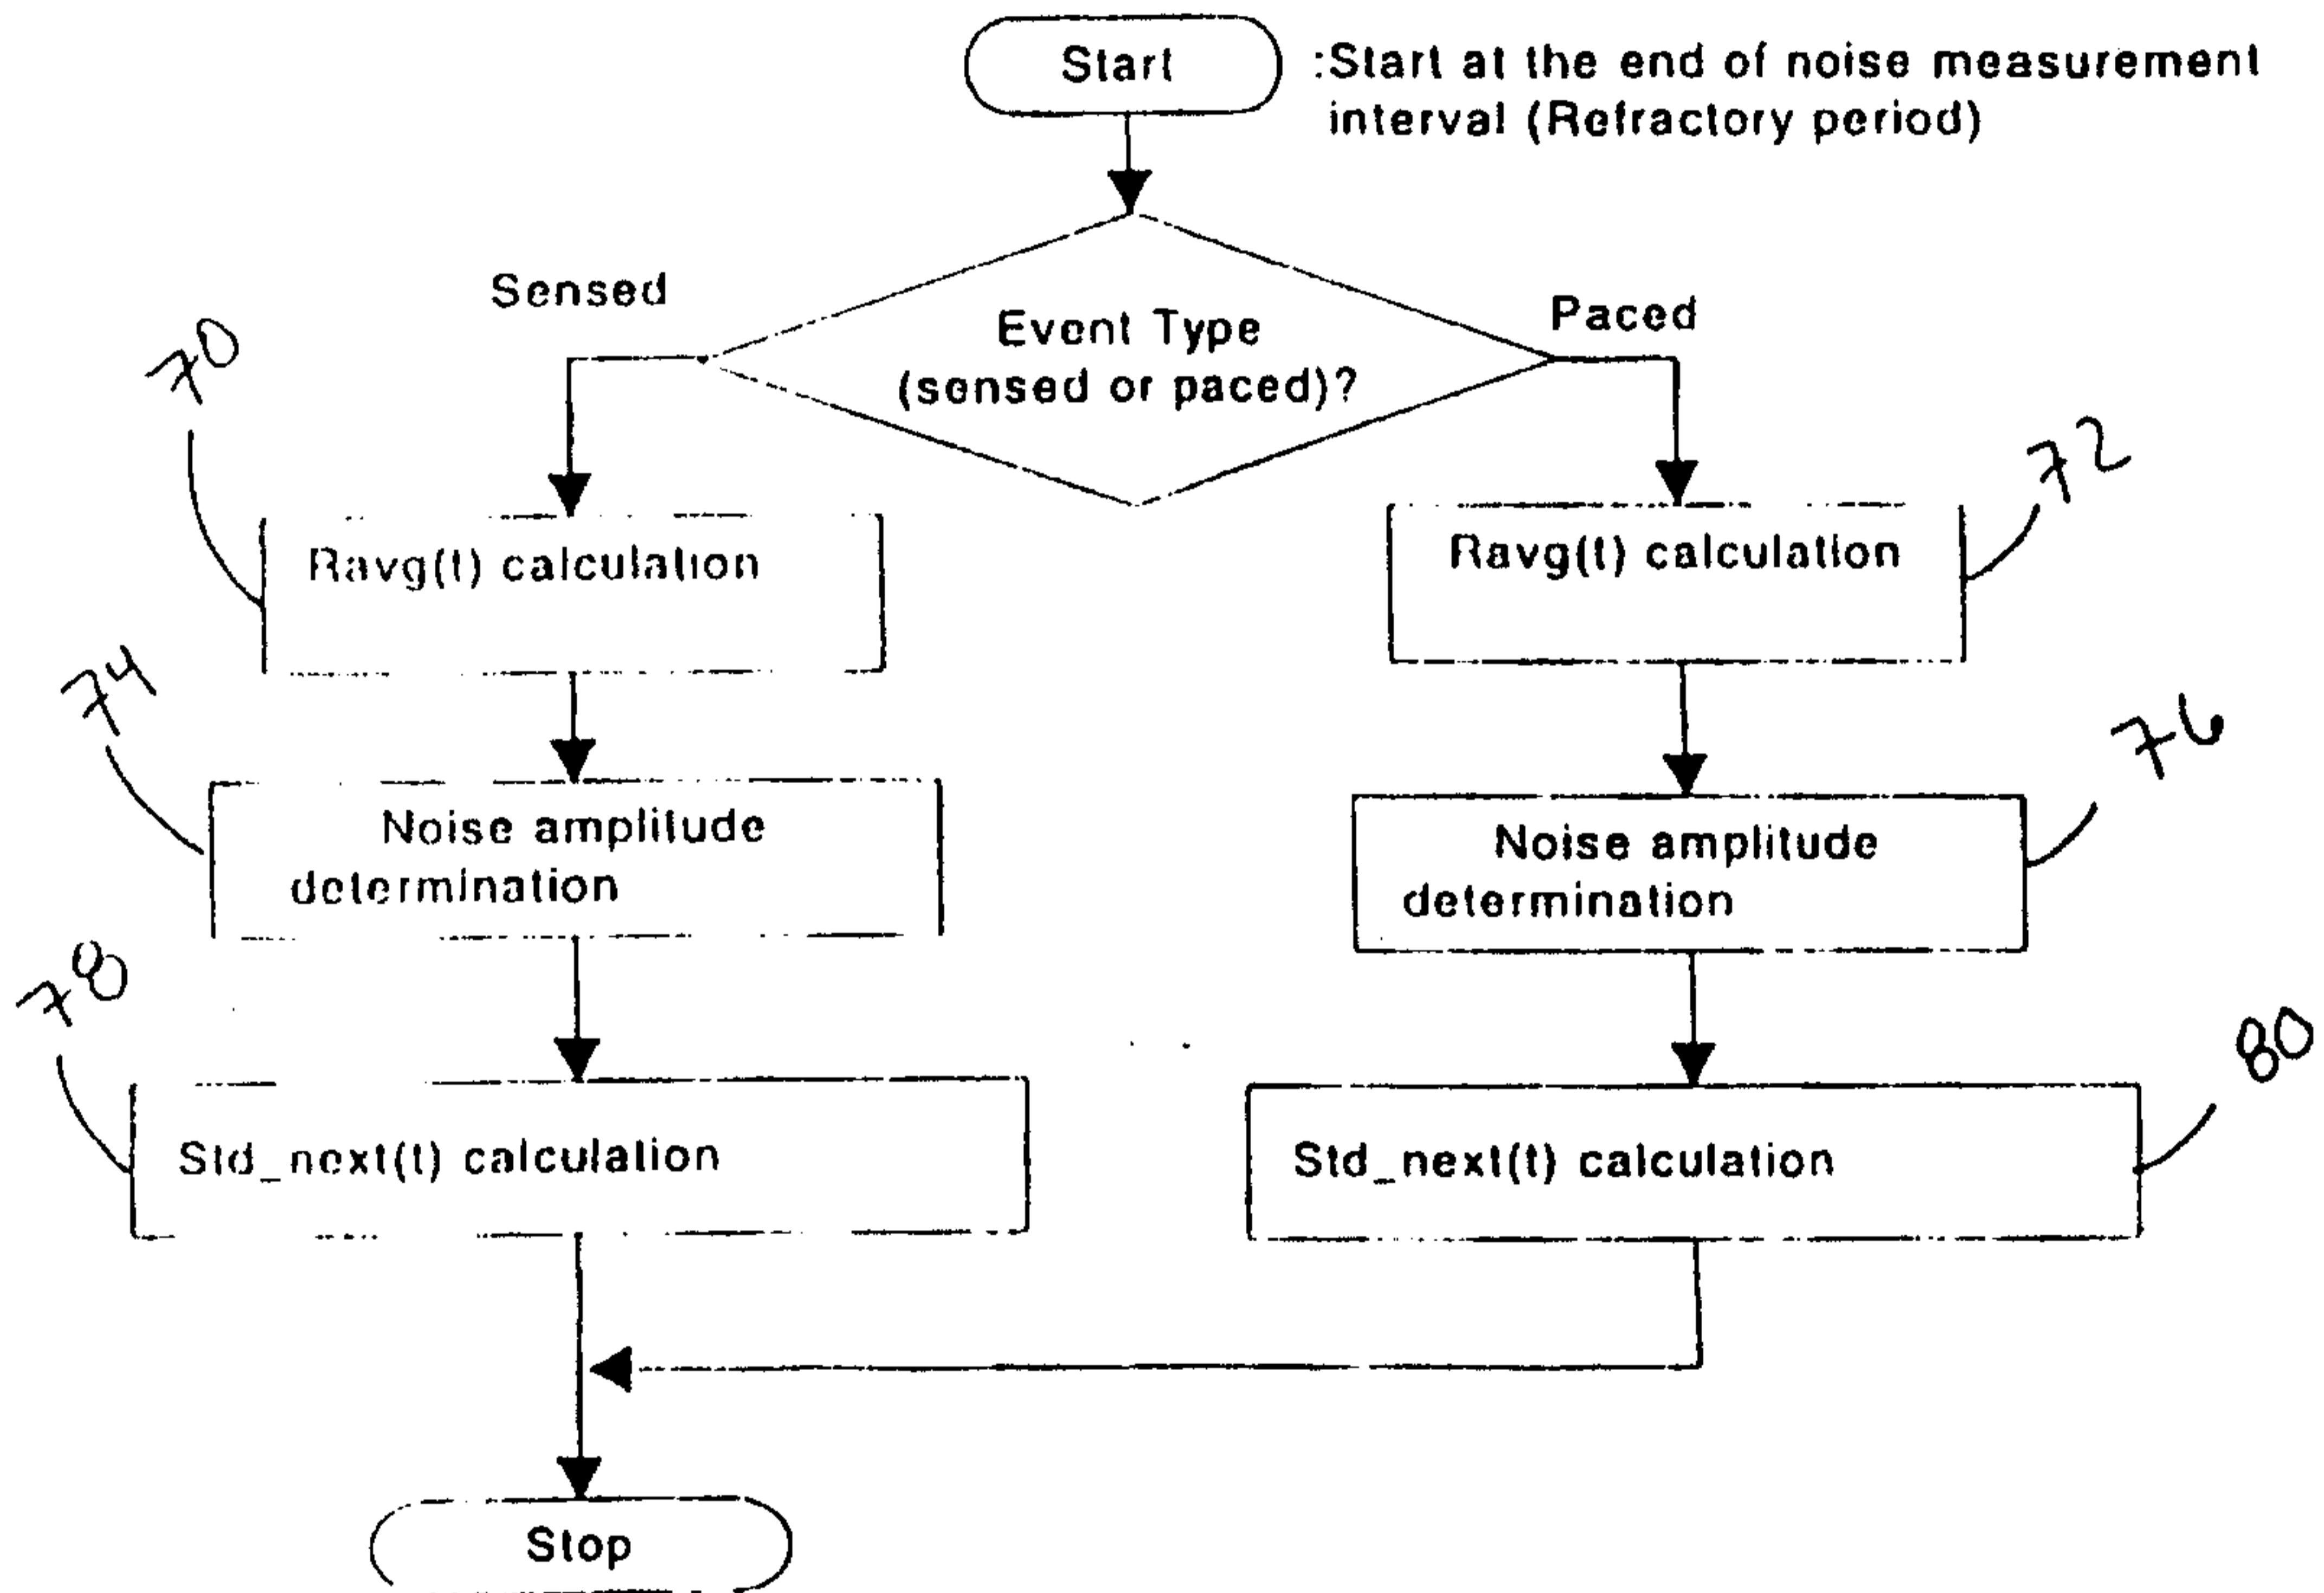 Start
:Start at the end of noise measurement
interval (Refractory period)
Sensed
Event Type
(sensed or paced)?
Paced
70
Ravg(t) calculation
Ravg(t) calculation
72
74
Noise amplitude
determination
Noise amplitude
determination
76
78
Std_next(t) calculation
Std_next(t) calculation
80
Stop